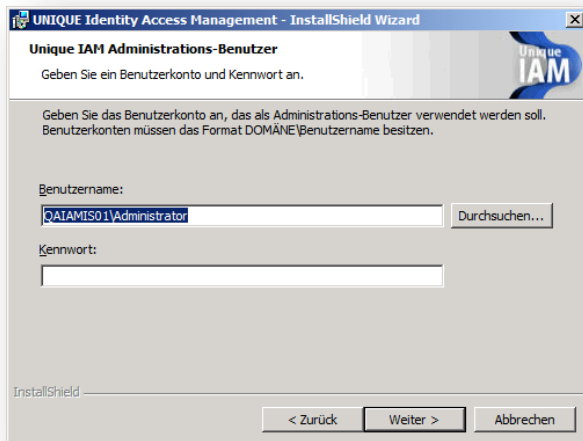 UNIQUE Identity Access Management - InstallShield Wizard
Unique IAM Administrations-Benutzer
Geben Sie ein Benutzerkonto und Kennwort an.
Unique
IAM
Geben Sie das Benutzerkonto an, das als Administrations-Benutzer verwendet werden soll.
Benutzerkonten müssen das Format DOMÄNE\Benutzername besitzen.
Benutzername:
QAIAMIS01\Administrator
Durchsuchen...
Kennwort:
InstallShield
< Zurück
Weiter >
Abbrechen